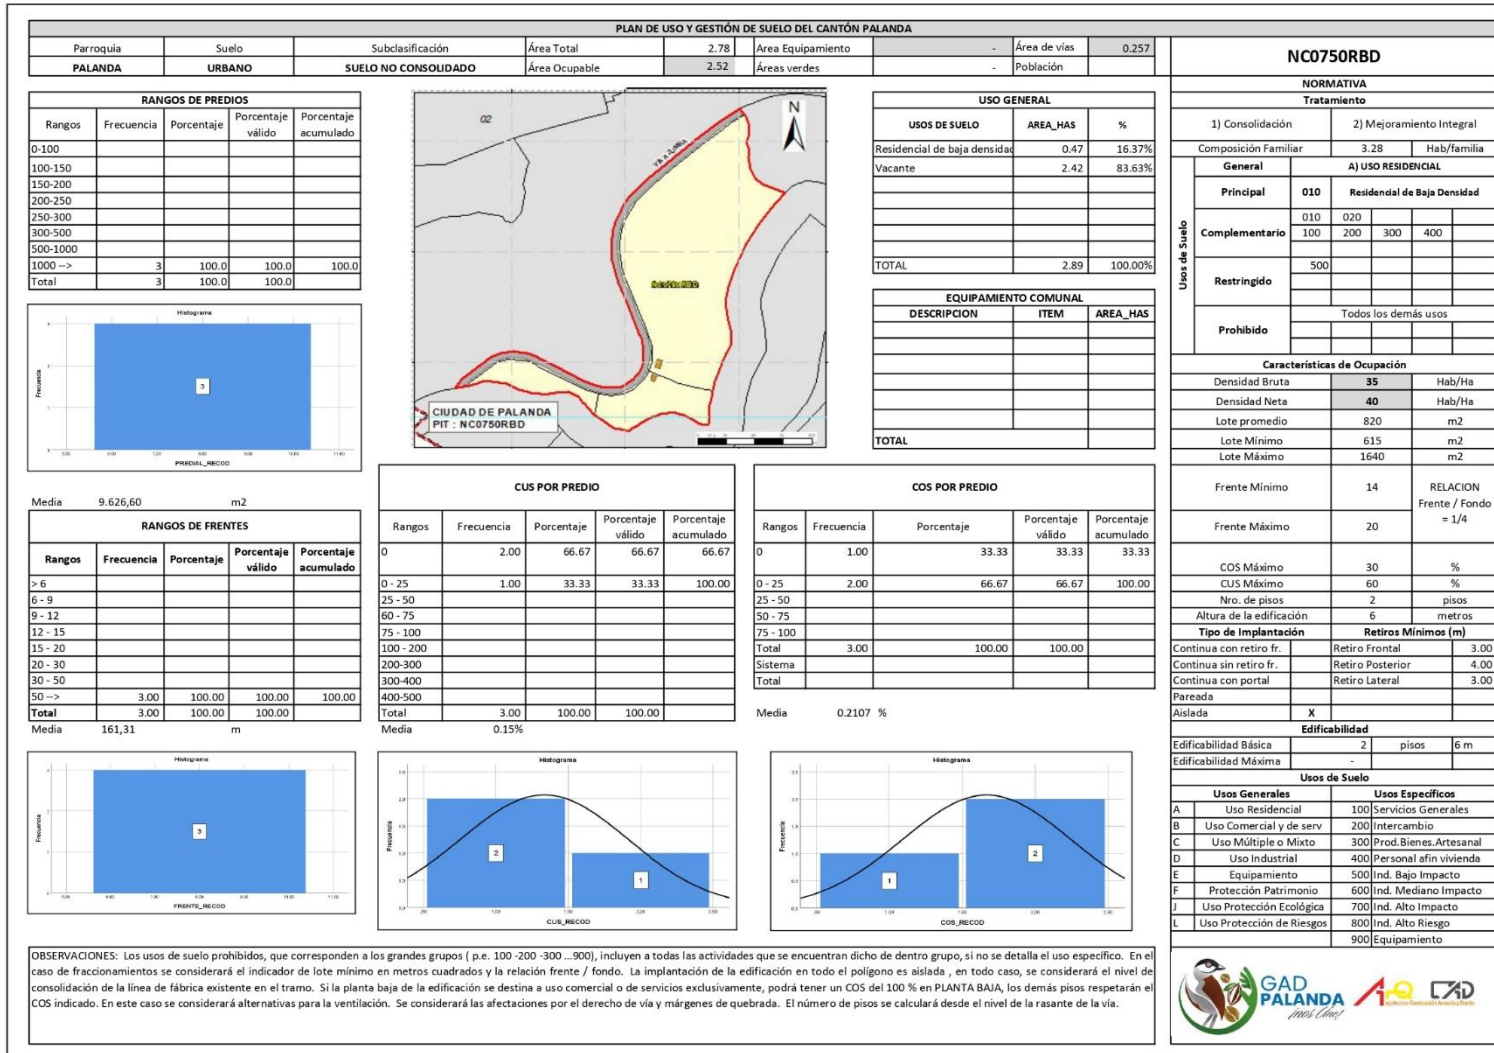 PLAN DE USO Y GESTIÓN DE SUELO DEL CANTÓN PALANDA
Parroquia Suelo Subclasificación Área Total 2.78 Area Equipamiento - Área de vías 0.257
PALANDA URBANO SUELO NO CONSOLIDADO Área Ocupable 2.52 Áreas verdes - Población
NC0750RBD
RANGOS DE PREDIOS
Rangos Frecuencia Porcentaje Porcentaje válido Porcentaje acumulado
0-100
100-150
150-200
200-250
250-300
300-500
500-1000
1000 --> 3 100.0 100.0 100.0
Total 3 100.0 100.0
Histograma
Frecuencia
3
PREDIAL_RECOD
Media 9.626,60 m2
RANGOS DE FRENTES
Rangos Frecuencia Porcentaje Porcentaje válido Porcentaje acumulado
> 6
6 - 9
9 - 12
12 - 15
15 - 20
20 - 30
30 - 50
50 --> 3.00 100.00 100.00 100.00
Total 3.00 100.00 100.00
Media 161,31 m
Histograma
Frecuencia
3
FRENTE_RECOD
02
N
CIUDAD DE PALANDA
PIT : NC0750RBD
CUS POR PREDIO
Rangos Frecuencia Porcentaje Porcentaje válido Porcentaje acumulado
0 2.00 66.67 66.67 66.67
0 - 25 1.00 33.33 33.33 100.00
25 - 50
60 - 75
75 - 100
100 - 200
200-300
300-400
400-500
Total 3.00 100.00 100.00
Media 0.15%
Histograma
Frecuencia
2
1
CUS_RECOD
USO GENERAL
USOS DE SUELO AREA_HAS %
Residencial de baja densidad 0.47 16.37%
Vacante 2.42 83.63%
TOTAL 2.89 100.00%
EQUIPAMIENTO COMUNAL
DESCRIPCION ITEM AREA_HAS
TOTAL
COS POR PREDIO
Rangos Frecuencia Porcentaje Porcentaje válido Porcentaje acumulado
0 1.00 33.33 33.33 33.33
0 - 25 2.00 66.67 66.67 100.00
25 - 50
50 - 75
75 - 100
Total 3.00 100.00 100.00
Sistema
Total
Media 0.2107 %
Histograma
Frecuencia
1
2
COS_RECOD
NORMATIVA
Tratamiento
1) Consolidación 2) Mejoramiento Integral
Composición Familiar 3.28 Hab/familia
Usos de Suelo
General A) USO RESIDENCIAL
Principal 010 Residencial de Baja Densidad
Complementario 010 020
100 200 300 400
Restringido 500
Prohibido Todos los demás usos
Características de Ocupación
Densidad Bruta 35 Hab/Ha
Densidad Neta 40 Hab/Ha
Lote promedio 820 m2
Lote Mínimo 615 m2
Lote Máximo 1640 m2
Frente Mínimo 14 RELACION Frente / Fondo = 1/4
Frente Máximo 20
COS Máximo 30 %
CUS Máximo 60 %
Nro. de pisos 2 pisos
Altura de la edificación 6 metros
Tipo de Implantación Retiros Mínimos (m)
Continua con retiro fr. Retiro Frontal 3.00
Continua sin retiro fr. Retiro Posterior 4.00
Continua con portal Retiro Lateral 3.00
Pareada
Aislada X
Edificabilidad
Edificabilidad Básica 2 pisos 6 m
Edificabilidad Máxima -
Usos de Suelo
Usos Generales Usos Específicos
A Uso Residencial 100 Servicios Generales
B Uso Comercial y de serv 200 Intercambio
C Uso Múltiple o Mixto 300 Prod.Bienes.Artesanal
D Uso Industrial 400 Personal afin vivienda
E Equipamiento 500 Ind. Bajo Impacto
F Protección Patrimonio 600 Ind. Mediano Impacto
J Uso Protección Ecológica 700 Ind. Alto Impacto
L Uso Protección de Riesgos 800 Ind. Alto Riesgo
900 Equipamiento
OBSERVACIONES: Los usos de suelo prohibidos, que corresponden a los grandes grupos ( p.e. 100 -200 -300 ...900), incluyen a todas las actividades que se encuentran dicho de dentro grupo, si no se detalla el uso específico. En el
caso de fraccionamientos se considerará el indicador de lote mínimo en metros cuadrados y la relación frente / fondo. La implantación de la edificación en todo el polígono es aislada , en todo caso, se considerará el nivel de
consolidación de la línea de fábrica existente en el tramo. Si la planta baja de la edificación se destina a uso comercial o de servicios exclusivamente, podrá tener un COS del 100 % en PLANTA BAJA, los demás pisos respetarán el
COS indicado. En este caso se considerará alternativas para la ventilación. Se considerará las afectaciones por el derecho de vía y márgenes de quebrada. El número de pisos se calculará desde el nivel de la rasante de la vía.
GAD
PALANDA